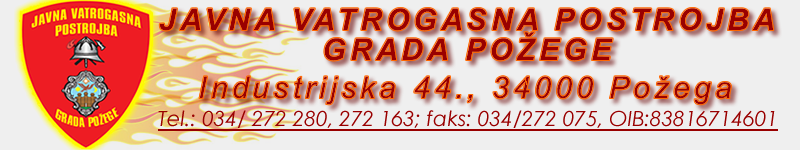 JAVNA VATROGASNA
POSTROJBA
GRADA POŽEGE
JAVNA VATROGASNA POSTROJBA
GRADA POŽEGE
Industrijska 44., 34000 Požega
Tel.: 034/ 272 280, 272 163; faks: 034/272 075, OIB:83816714601